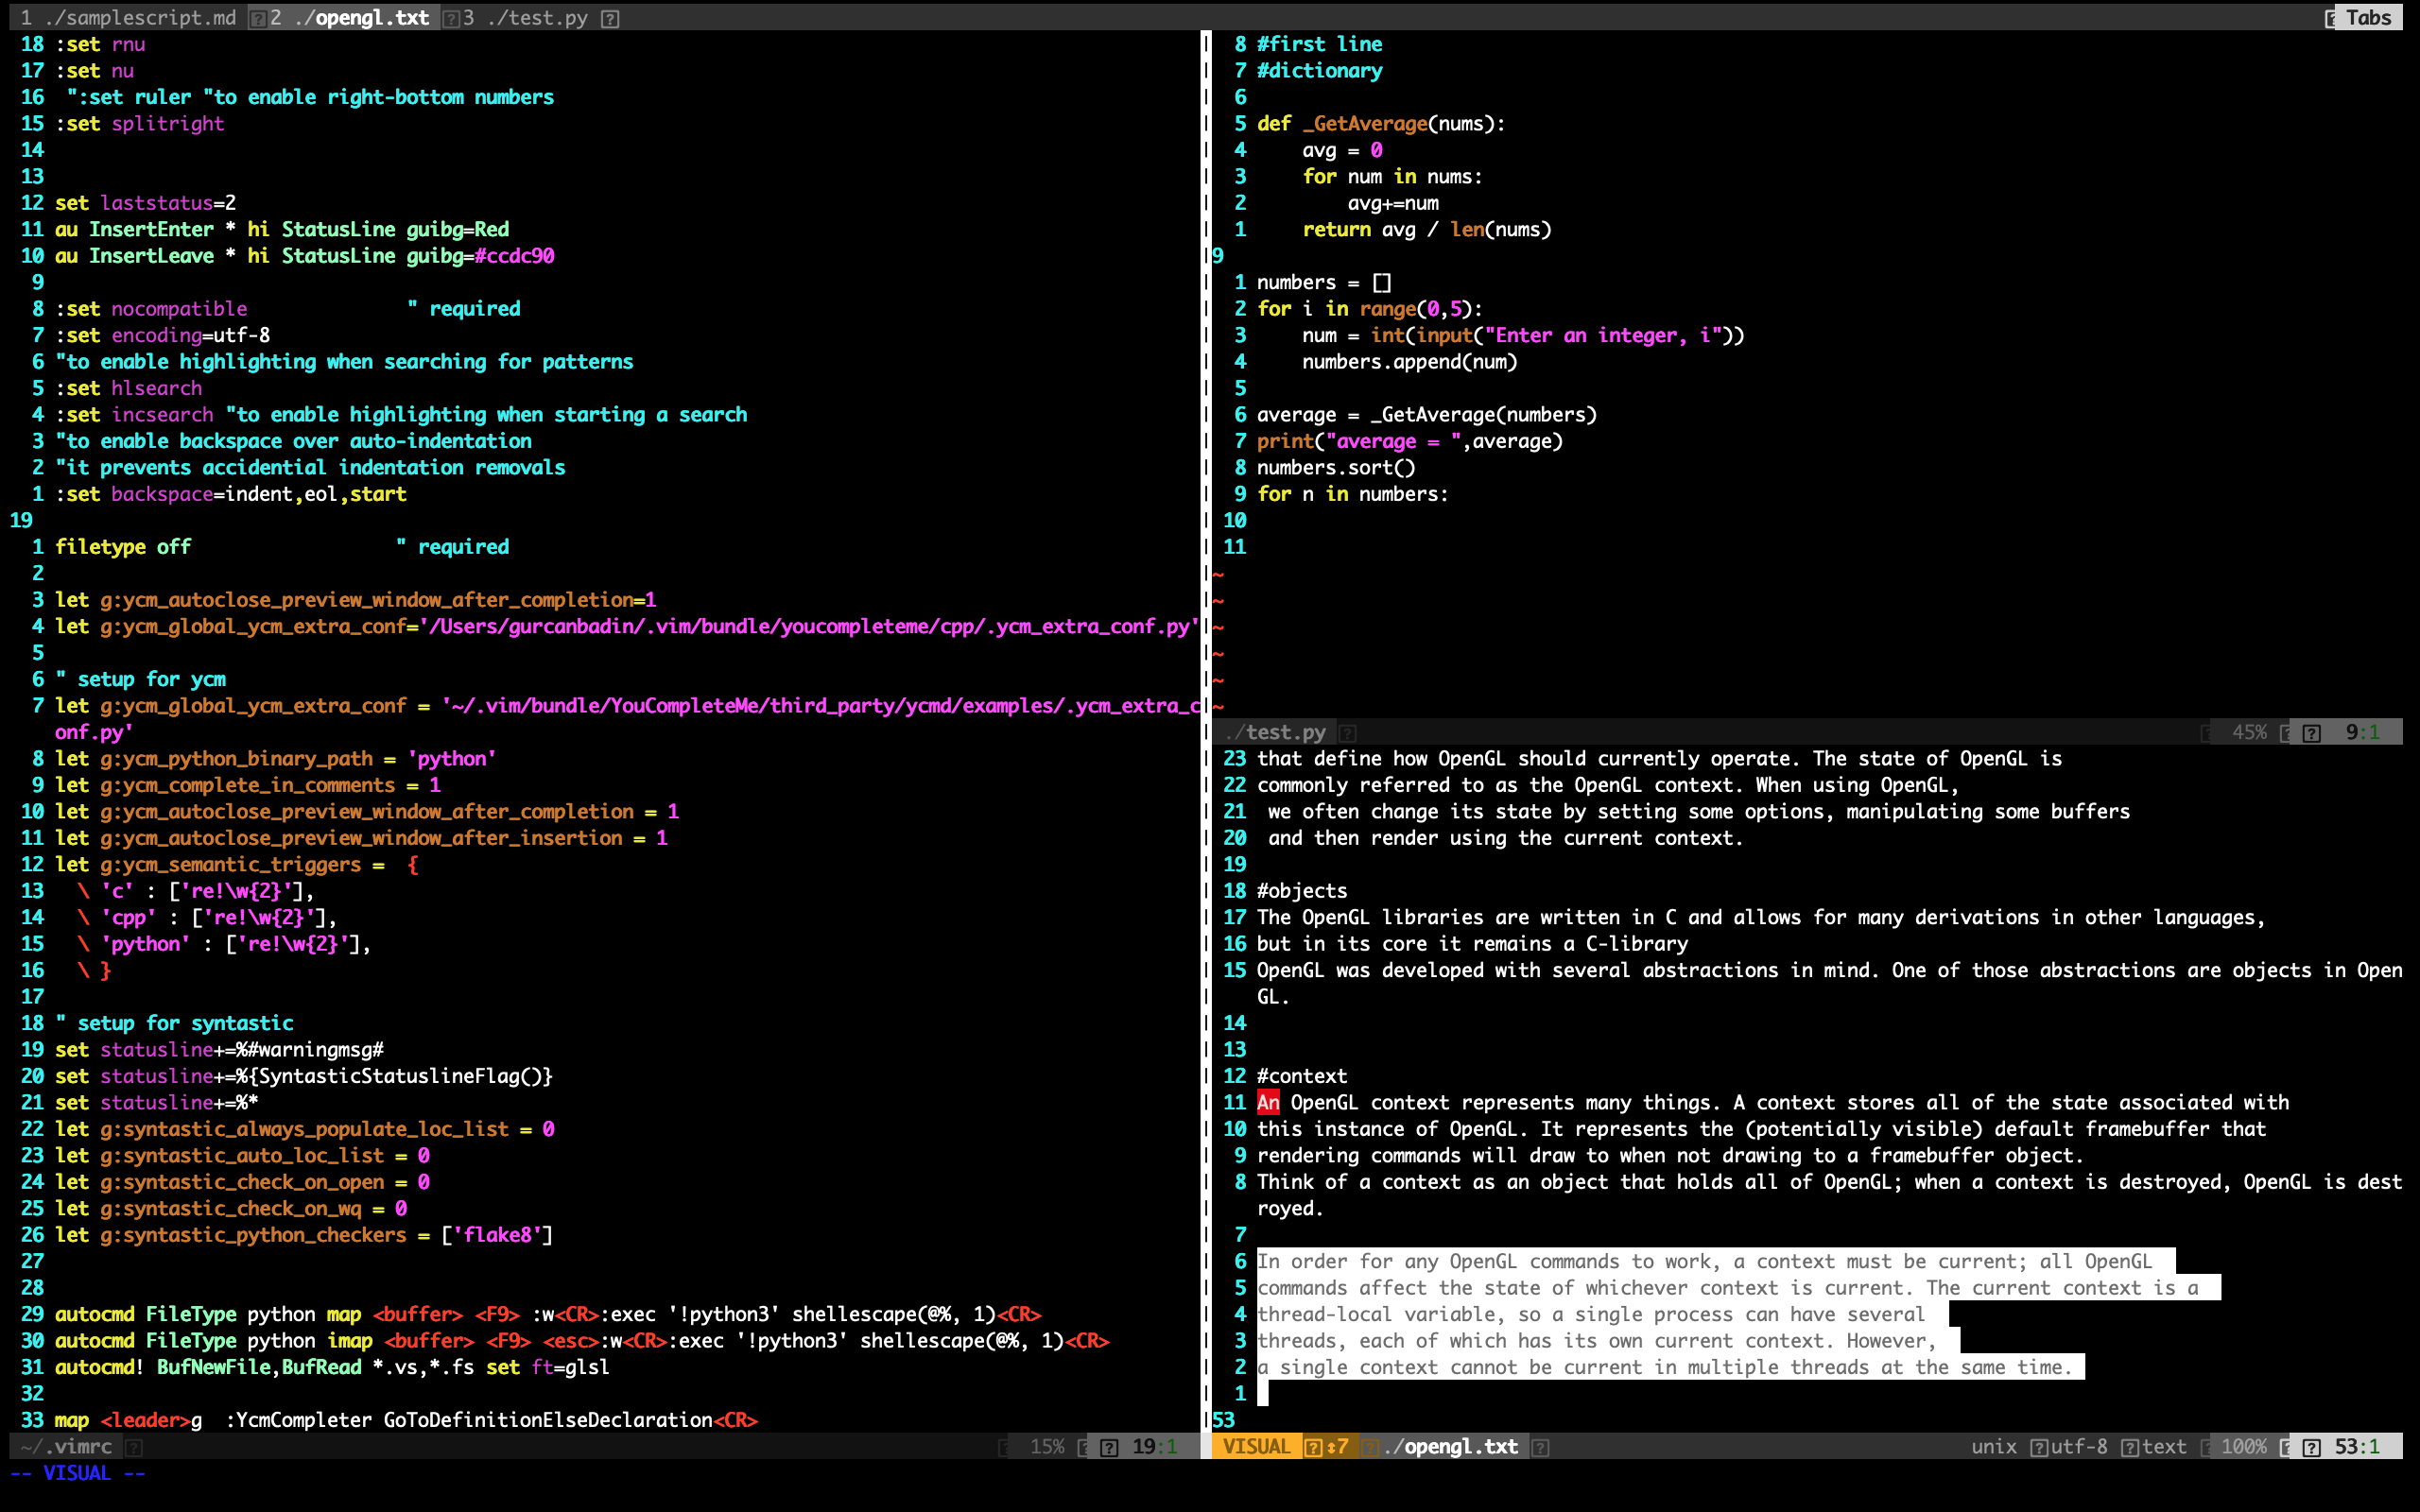 1 ./samplescript.md 2 ./opengl.txt 3 ./test.py Tabs
18 :set rnu
17 :set nu
16  ":set ruler "to enable right-bottom numbers
15 :set splitright
14
13
12 set laststatus=2
11 au InsertEnter * hi StatusLine guibg=Red
10 au InsertLeave * hi StatusLine guibg=#ccdc90
9
8 :set nocompatible              " required
7 :set encoding=utf-8
6 "to enable highlighting when searching for patterns
5 :set hlsearch
4 :set incsearch "to enable highlighting when starting a search
3 "to enable backspace over auto-indentation
2 "it prevents accidential indentation removals
1 :set backspace=indent,eol,start
19
1 filetype off                  " required
2
3 let g:ycm_autoclose_preview_window_after_completion=1
4 let g:ycm_global_ycm_extra_conf='/Users/gurcanbadin/.vim/bundle/youcompleteme/cpp/.ycm_extra_conf.py'
5
6 " setup for ycm
7 let g:ycm_global_ycm_extra_conf = '~/.vim/bundle/YouCompleteMe/third_party/ycmd/examples/.ycm_extra_c
onf.py'
8 let g:ycm_python_binary_path = 'python'
9 let g:ycm_complete_in_comments = 1
10 let g:ycm_autoclose_preview_window_after_completion = 1
11 let g:ycm_autoclose_preview_window_after_insertion = 1
12 let g:ycm_semantic_triggers =  {
13   \ 'c' : ['re!\w{2}'],
14   \ 'cpp' : ['re!\w{2}'],
15   \ 'python' : ['re!\w{2}'],
16   \ }
17
18 " setup for syntastic
19 set statusline+=%#warningmsg#
20 set statusline+=%{SyntasticStatuslineFlag()}
21 set statusline+=%*
22 let g:syntastic_always_populate_loc_list = 0
23 let g:syntastic_auto_loc_list = 0
24 let g:syntastic_check_on_open = 0
25 let g:syntastic_check_on_wq = 0
26 let g:syntastic_python_checkers = ['flake8']
27
28
29 autocmd FileType python map <buffer> <F9> :w<CR>:exec '!python3' shellescape(@%, 1)<CR>
30 autocmd FileType python imap <buffer> <F9> <esc>:w<CR>:exec '!python3' shellescape(@%, 1)<CR>
31 autocmd! BufNewFile,BufRead *.vs,*.fs set ft=glsl
32
33 map <leader>g  :YcmCompleter GoToDefinitionElseDeclaration<CR>
~/.vimrc 15% 19:1
-- VISUAL --
8 #first line
7 #dictionary
6
5 def _GetAverage(nums):
4     avg = 0
3     for num in nums:
2         avg+=num
1     return avg / len(nums)
9
1 numbers = []
2 for i in range(0,5):
3     num = int(input("Enter an integer, i"))
4     numbers.append(num)
5
6 average = _GetAverage(numbers)
7 print("average = ",average)
8 numbers.sort()
9 for n in numbers:
10
11
~
~
~
~
~
~
./test.py 45% 9:1
23 that define how OpenGL should currently operate. The state of OpenGL is
22 commonly referred to as the OpenGL context. When using OpenGL,
21  we often change its state by setting some options, manipulating some buffers
20  and then render using the current context.
19
18 #objects
17 The OpenGL libraries are written in C and allows for many derivations in other languages,
16 but in its core it remains a C-library
15 OpenGL was developed with several abstractions in mind. One of those abstractions are objects in Open
GL.
14
13
12 #context
11 An OpenGL context represents many things. A context stores all of the state associated with
10 this instance of OpenGL. It represents the (potentially visible) default framebuffer that
9 rendering commands will draw to when not drawing to a framebuffer object.
8 Think of a context as an object that holds all of OpenGL; when a context is destroyed, OpenGL is dest
royed.
7
6 In order for any OpenGL commands to work, a context must be current; all OpenGL
5 commands affect the state of whichever context is current. The current context is a
4 thread-local variable, so a single process can have several
3 threads, each of which has its own current context. However,
2 a single context cannot be current in multiple threads at the same time.
1
53
VISUAL ↕7 ./opengl.txt unix utf-8 text 100% 53:1